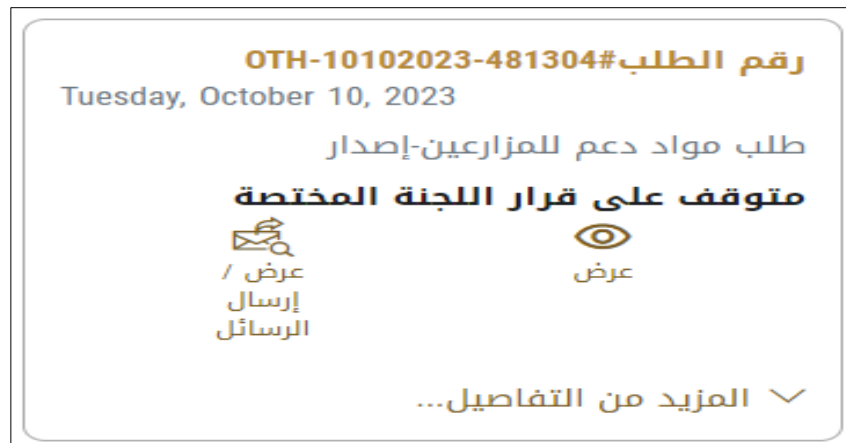 رقم الطلب#OTH-10102023-481304
Tuesday, October 10, 2023
طلب مواد دعم للمزارعين-إصدار
متوقف على قرار اللجنة المختصة
عرض
عرض /
إرسال
الرسائل
المزيد من التفاصيل...